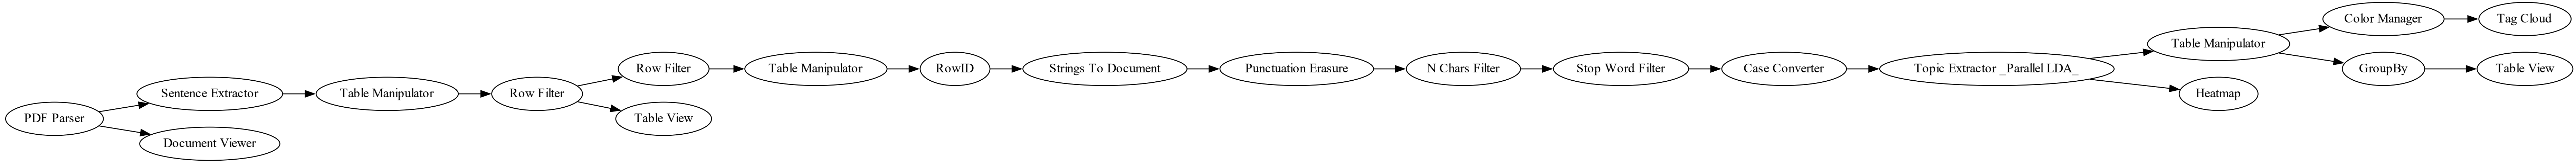 PDF Parser
Sentence Extractor
Document Viewer
Table Manipulator
Row Filter
Row Filter
Table View
Table Manipulator
RowID
Strings To Document
Punctuation Erasure
N Chars Filter
Stop Word Filter
Case Converter
Topic Extractor _Parallel LDA_
Table Manipulator
Heatmap
Color Manager
GroupBy
Tag Cloud
Table View